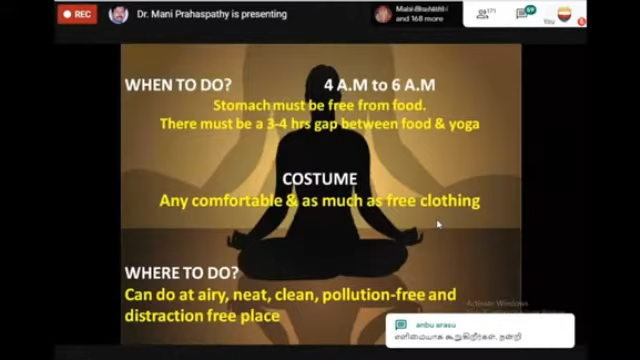 REC
Dr. Mani Prahaspathy is presenting
and 168 more
171
You
WHEN TO DO? 4 A.M to 6 A.M
Stomach must be free from food.
There must be a 3-4 hrs gap between food & yoga
COSTUME
Any comfortable & as much as free clothing
WHERE TO DO?
Can do at airy, neat, clean, pollution-free and
distraction free place
Activate Windows
anbu arasu
எளிமையாக கூறுகிறீர்கள். நன்றி